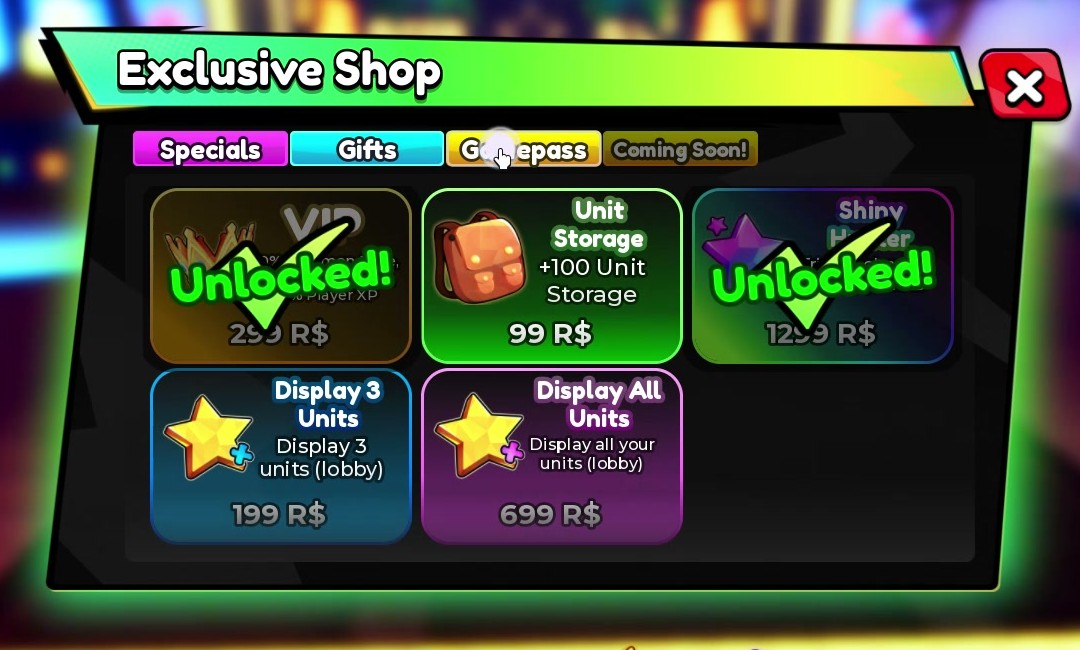 Exclusive Shop
Specials
Gifts
Coming Soon!
VIP
Unlocked!
Player XP
299 R$
Unit
Storage
+100 Unit
Storage
99 R$
Shiny
Unlocked!
1299 R$
Display 3
Units
Display 3
units (lobby)
199 R$
Display All
Units
Display all your
units (lobby)
699 R$